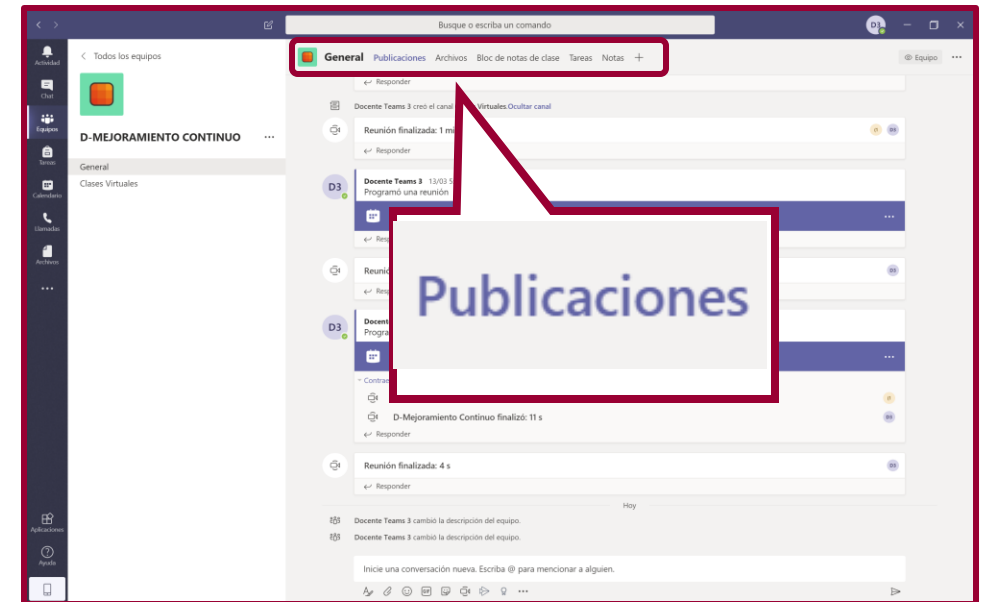 Busque o escriba un comando
D3
Actividad
Chat
Equipos
Tareas
Calendario
Llamadas
Archivos
Aplicaciones
Ayuda
Todos los equipos
D-MEJORAMIENTO CONTINUO
General
Clases Virtuales
General Publicaciones Archivos Bloc de notas de clase Tareas Notas
Equipo
Responder
Docente Teams 3 creó el canal Virtuales. Ocultar canal
Reunión finalizada: 1
Responder
D3
Docente Teams 3 13/03
Programó una reunión
Publicaciones
D3
D-Mejoramiento Continuo finalizó: 11 s
Responder
Reunión finalizada: 4 s
Responder
Hoy
Docente Teams 3 cambió la descripción del equipo.
Docente Teams 3 cambió la descripción del equipo.
Inicie una conversación nueva. Escriba @ para mencionar a alguien.
GIF